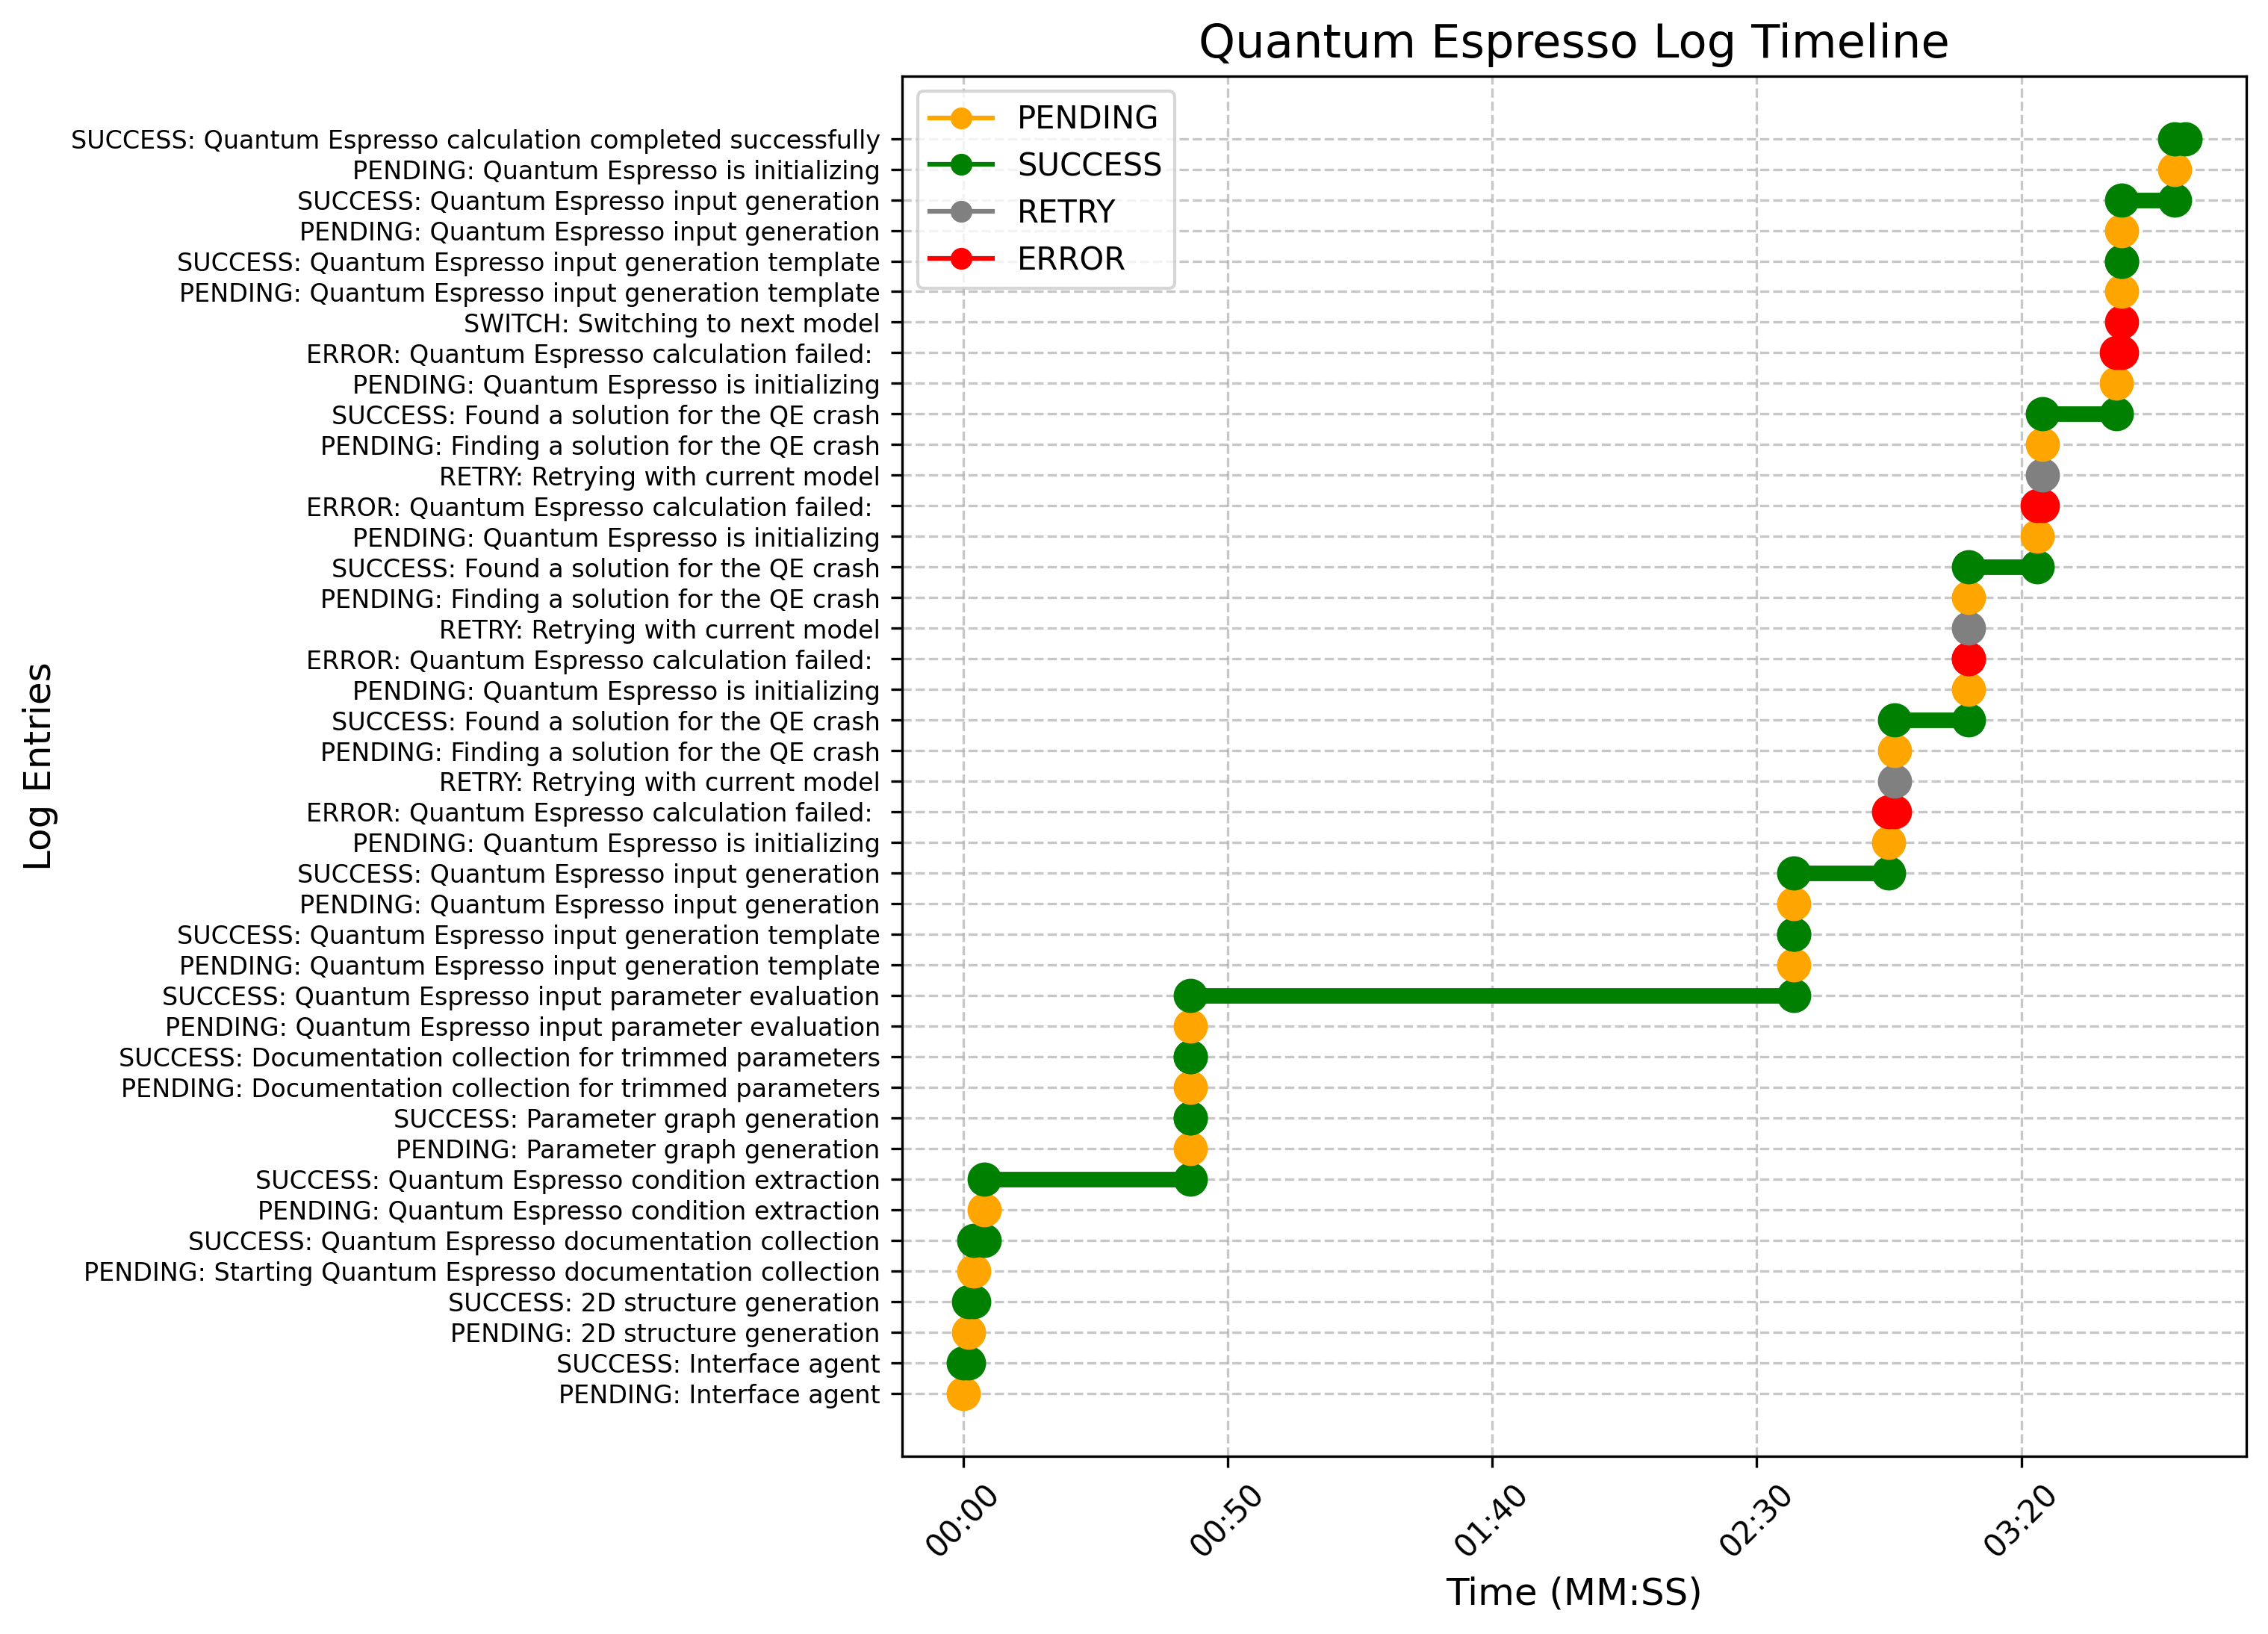 Quantum Espresso Log Timeline
PENDING
SUCCESS
RETRY
ERROR
SUCCESS: Quantum Espresso calculation completed successfully
PENDING: Quantum Espresso is initializing
SUCCESS: Quantum Espresso input generation
PENDING: Quantum Espresso input generation
SUCCESS: Quantum Espresso input generation template
PENDING: Quantum Espresso input generation template
SWITCH: Switching to next model
ERROR: Quantum Espresso calculation failed:
PENDING: Quantum Espresso is initializing
SUCCESS: Found a solution for the QE crash
PENDING: Finding a solution for the QE crash
RETRY: Retrying with current model
ERROR: Quantum Espresso calculation failed:
PENDING: Quantum Espresso is initializing
SUCCESS: Found a solution for the QE crash
PENDING: Finding a solution for the QE crash
RETRY: Retrying with current model
ERROR: Quantum Espresso calculation failed:
PENDING: Quantum Espresso is initializing
SUCCESS: Found a solution for the QE crash
PENDING: Finding a solution for the QE crash
RETRY: Retrying with current model
ERROR: Quantum Espresso calculation failed:
PENDING: Quantum Espresso is initializing
SUCCESS: Quantum Espresso input generation
PENDING: Quantum Espresso input generation
SUCCESS: Quantum Espresso input generation template
PENDING: Quantum Espresso input generation template
SUCCESS: Quantum Espresso input parameter evaluation
PENDING: Quantum Espresso input parameter evaluation
SUCCESS: Documentation collection for trimmed parameters
PENDING: Documentation collection for trimmed parameters
SUCCESS: Parameter graph generation
PENDING: Parameter graph generation
SUCCESS: Quantum Espresso condition extraction
PENDING: Quantum Espresso condition extraction
SUCCESS: Quantum Espresso documentation collection
PENDING: Starting Quantum Espresso documentation collection
SUCCESS: 2D structure generation
PENDING: 2D structure generation
SUCCESS: Interface agent
PENDING: Interface agent
Log Entries
00:00
00:50
01:40
02:30
03:20
Time (MM:SS)